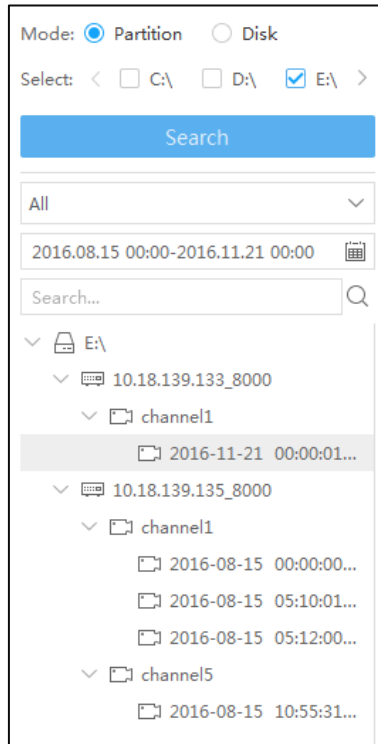 Mode: Partition Disk
Select: C:\ D:\ E:\
Search
All
2016.08.15 00:00-2016.11.21 00:00
Search...
E:\
10.18.139.133_8000
channel1
2016-11-21 00:00:01...
10.18.139.135_8000
channel1
2016-08-15 00:00:00...
2016-08-15 05:10:01...
2016-08-15 05:12:00...
channel5
2016-08-15 10:55:31...